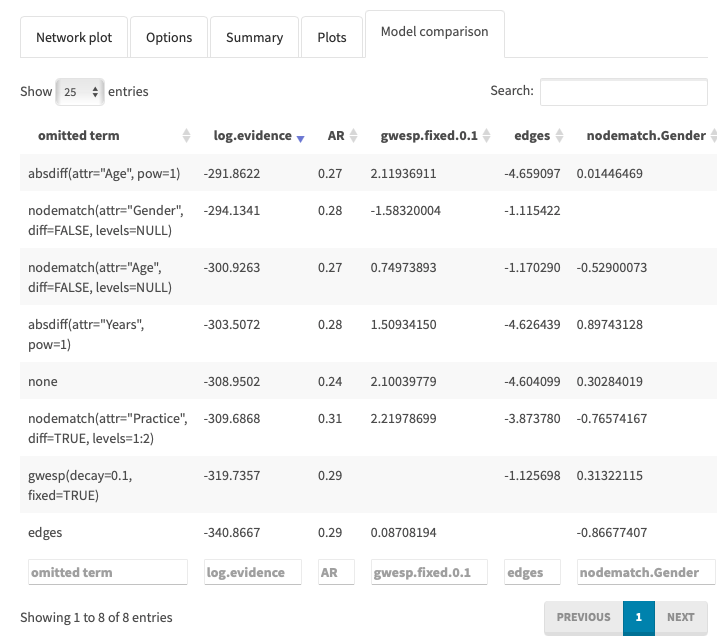 Network plot Options Summary Plots Model comparison
Show 25 entries Search:
omitted term log.evidence AR gwesp.fixed.0.1 edges nodematch.Gender
absdiff(attr="Age", pow=1) -291.8622 0.27 2.11936911 -4.659097 0.01446469
nodematch(attr="Gender", -294.1341 0.28 -1.58320004 -1.115422
diff=FALSE, levels=NULL)
nodematch(attr="Age", -300.9263 0.27 0.74973893 -1.170290 -0.52900073
diff=FALSE, levels=NULL)
absdiff(attr="Years", -303.5072 0.28 1.50934150 -4.626439 0.89743128
pow=1)
none -308.9502 0.24 2.10039779 -4.604099 0.30284019
nodematch(attr="Practice", -309.6868 0.31 2.21978699 -3.873780 -0.76574167
diff=TRUE, levels=1:2)
gwesp(decay=0.1, -319.7357 0.29 -1.125698 0.31322115
fixed=TRUE)
edges -340.8667 0.29 0.08708194 -0.86677407
omitted term log.evidence AR gwesp.fixed.0.1 edges nodematch.Gender
Showing 1 to 8 of 8 entries PREVIOUS 1 NEXT